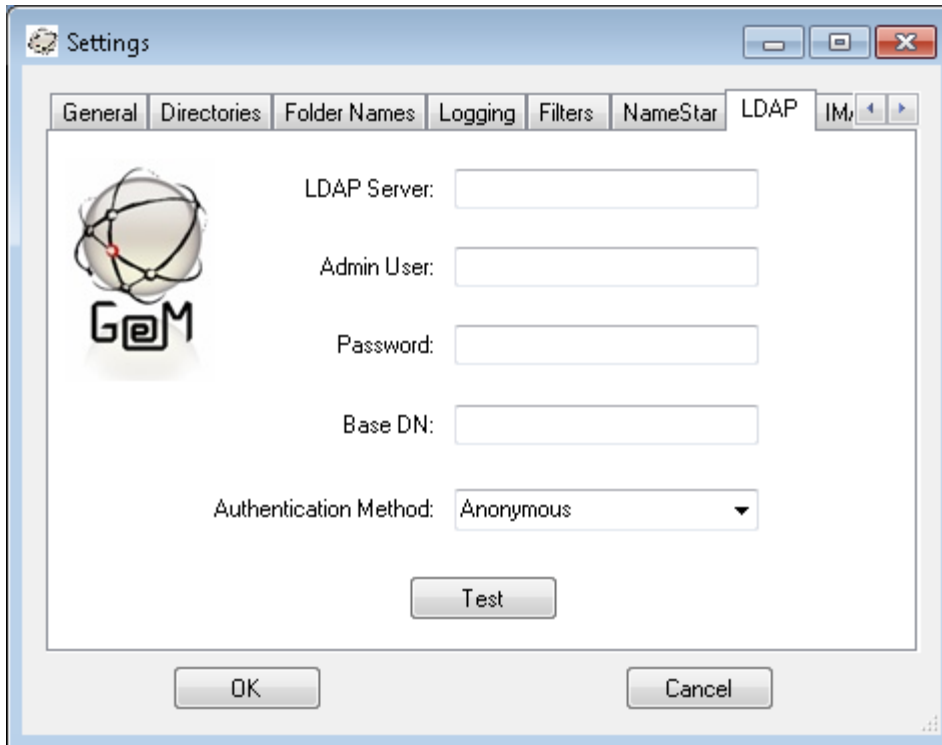 Settings
General Directories Folder Names Logging Filters NameStar LDAP
G@M
LDAP Server:
Admin User:
Password:
Base DN:
Authentication Method: Anonymous
Test
OK Cancel